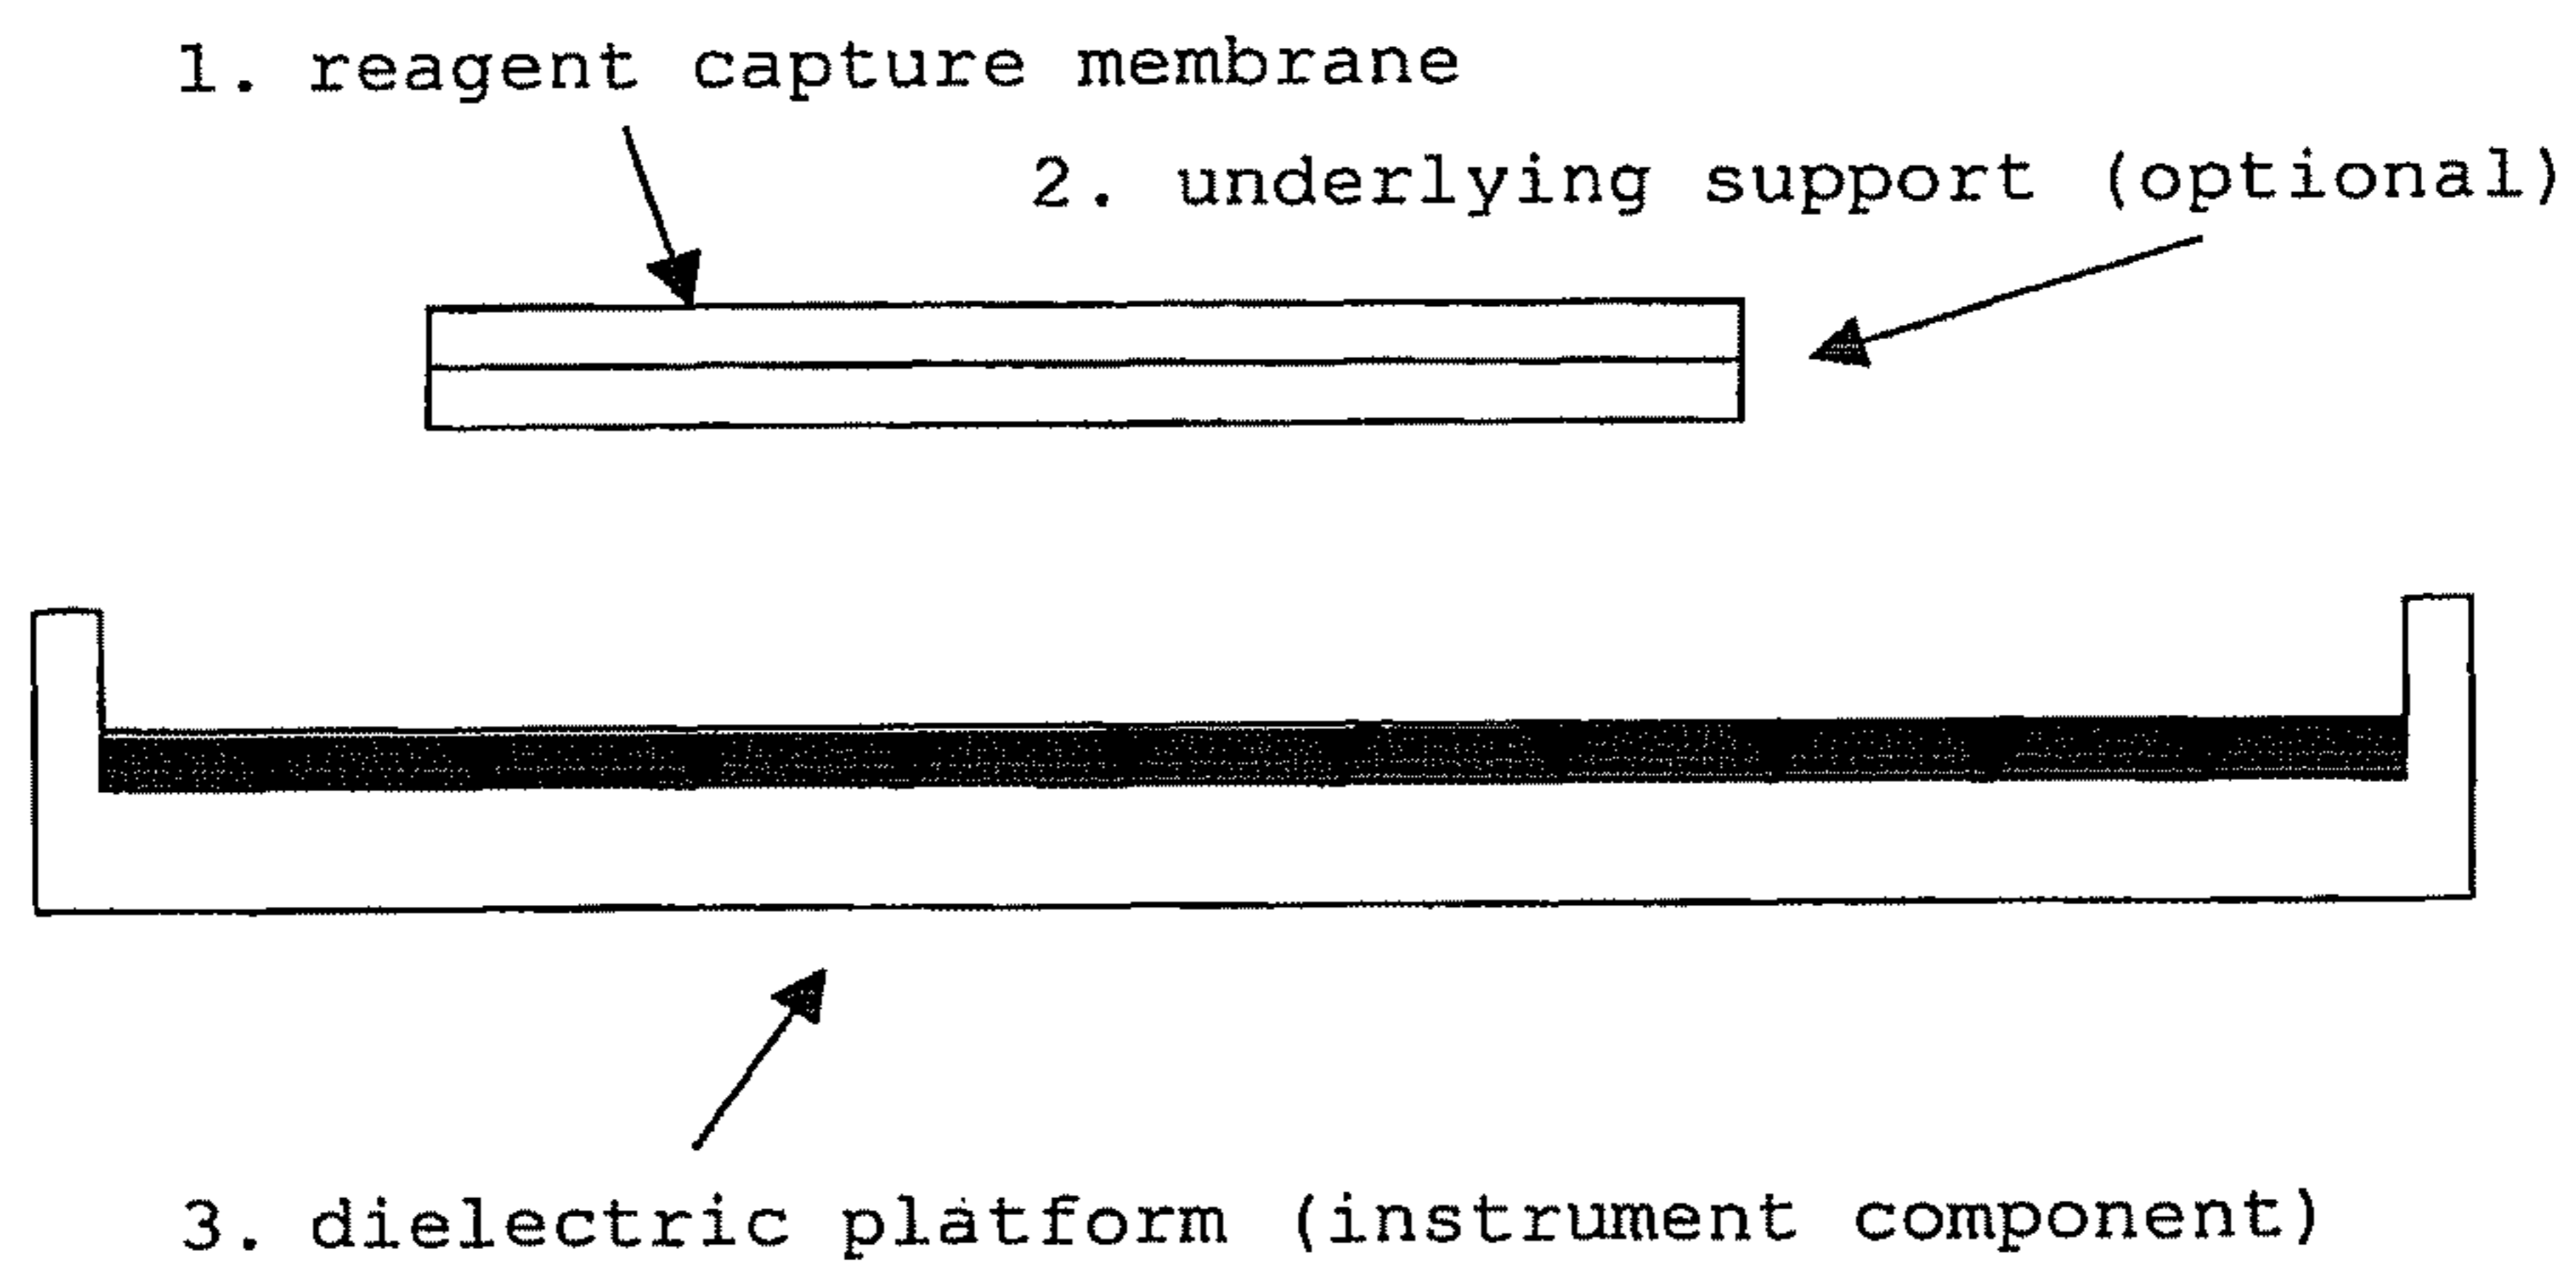 1. reagent capture membrane
2. underlying support (optional)
3. dielectric platform (instrument component)